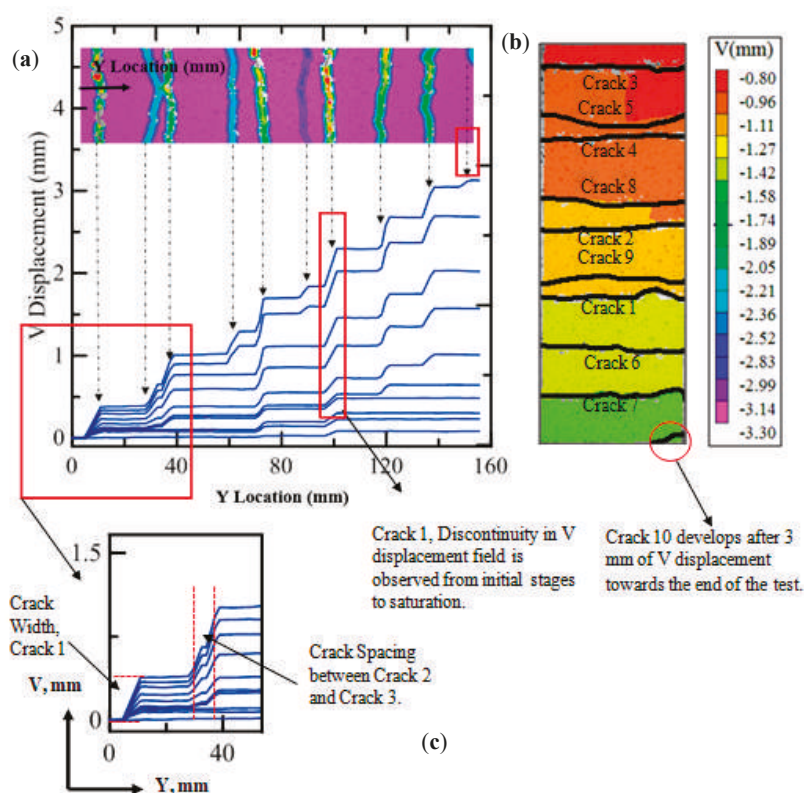 (a)
5
4
3
2
1
0
V Displacement (mm)
Y Location (mm)
0
40
80
120
156
Y Location (mm)
(b)
Crack 3
Crack 5
Crack 4
Crack 8
Crack 2
Crack 9
Crack 1
Crack 6
Crack 7
V(mm)
-0.80
-0.96
-1.11
-1.27
-1.42
-1.58
-1.74
-1.89
-2.05
-2.21
-2.36
-2.52
-2.83
-2.99
-3.14
-3.30
Crack 1, Discontinuity in V
displacement field is
observed from initial stages
to saturation.
Crack 10 develops after 3
mm of V displacement
towards the end of the test.
1.5
0
Crack
Width,
Crack 1
V, mm
Crack Spacing
between Crack 2
and Crack 3.
0
40
Y, mm
(c)